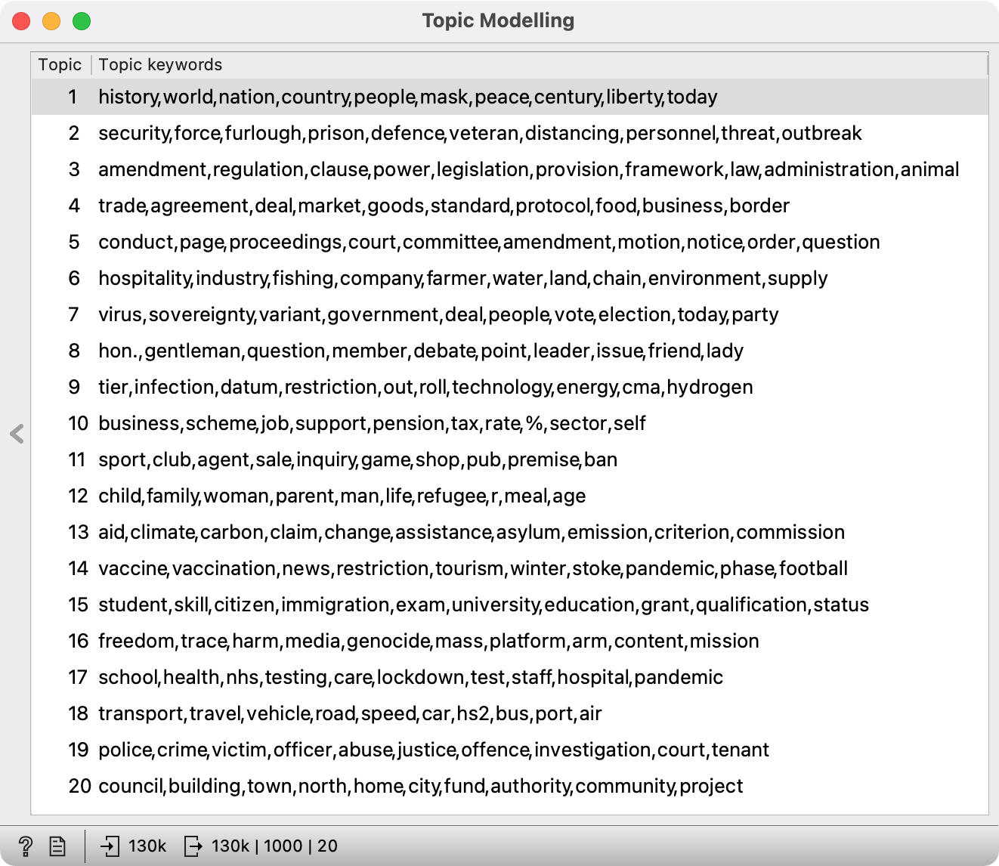 Topic Modelling
Topic Topic keywords
1 history,world,nation,country,people,mask,peace,century,liberty,today
2 security,force,furlough,prison,defence,veteran,distancing,personnel,threat,outbreak
3 amendment,regulation,clause,power,legislation,provision,framework,law,administration,animal
4 trade,agreement,deal,market,goods,standard,protocol,food,business,border
5 conduct,page,proceedings,court,committee,amendment,motion,notice,order,question
6 hospitality,industry,fishing,company,farmer,water,land,chain,environment,supply
7 virus,sovereignty,variant,government,deal,people,vote,election,today,party
8 hon.,gentleman,question,member,debate,point,leader,issue,friend,lady
9 tier,infection,datum,restriction,out,roll,technology,energy,cma,hydrogen
10 business,scheme,job,support,pension,tax,rate,%,sector,self
11 sport,club,agent,sale,inquiry,game,shop,pub,premise,ban
12 child,family,woman,parent,man,life,refugee,r,meal,age
13 aid,climate,carbon,claim,change,assistance,asylum,emission,criterion,commission
14 vaccine,vaccination,news,restriction,tourism,winter,stoke,pandemic,phase,football
15 student,skill,citizen,immigration,exam,university,education,grant,qualification,status
16 freedom,trace,harm,media,genocide,mass,platform,arm,content,mission
17 school,health,nhs,testing,care,lockdown,test,staff,hospital,pandemic
18 transport,travel,vehicle,road,speed,car,hs2,bus,port,air
19 police,crime,victim,officer,abuse,justice,offence,investigation,court,tenant
20 council,building,town,north,home,city,fund,authority,community,project
? 130k 130k | 1000 | 20